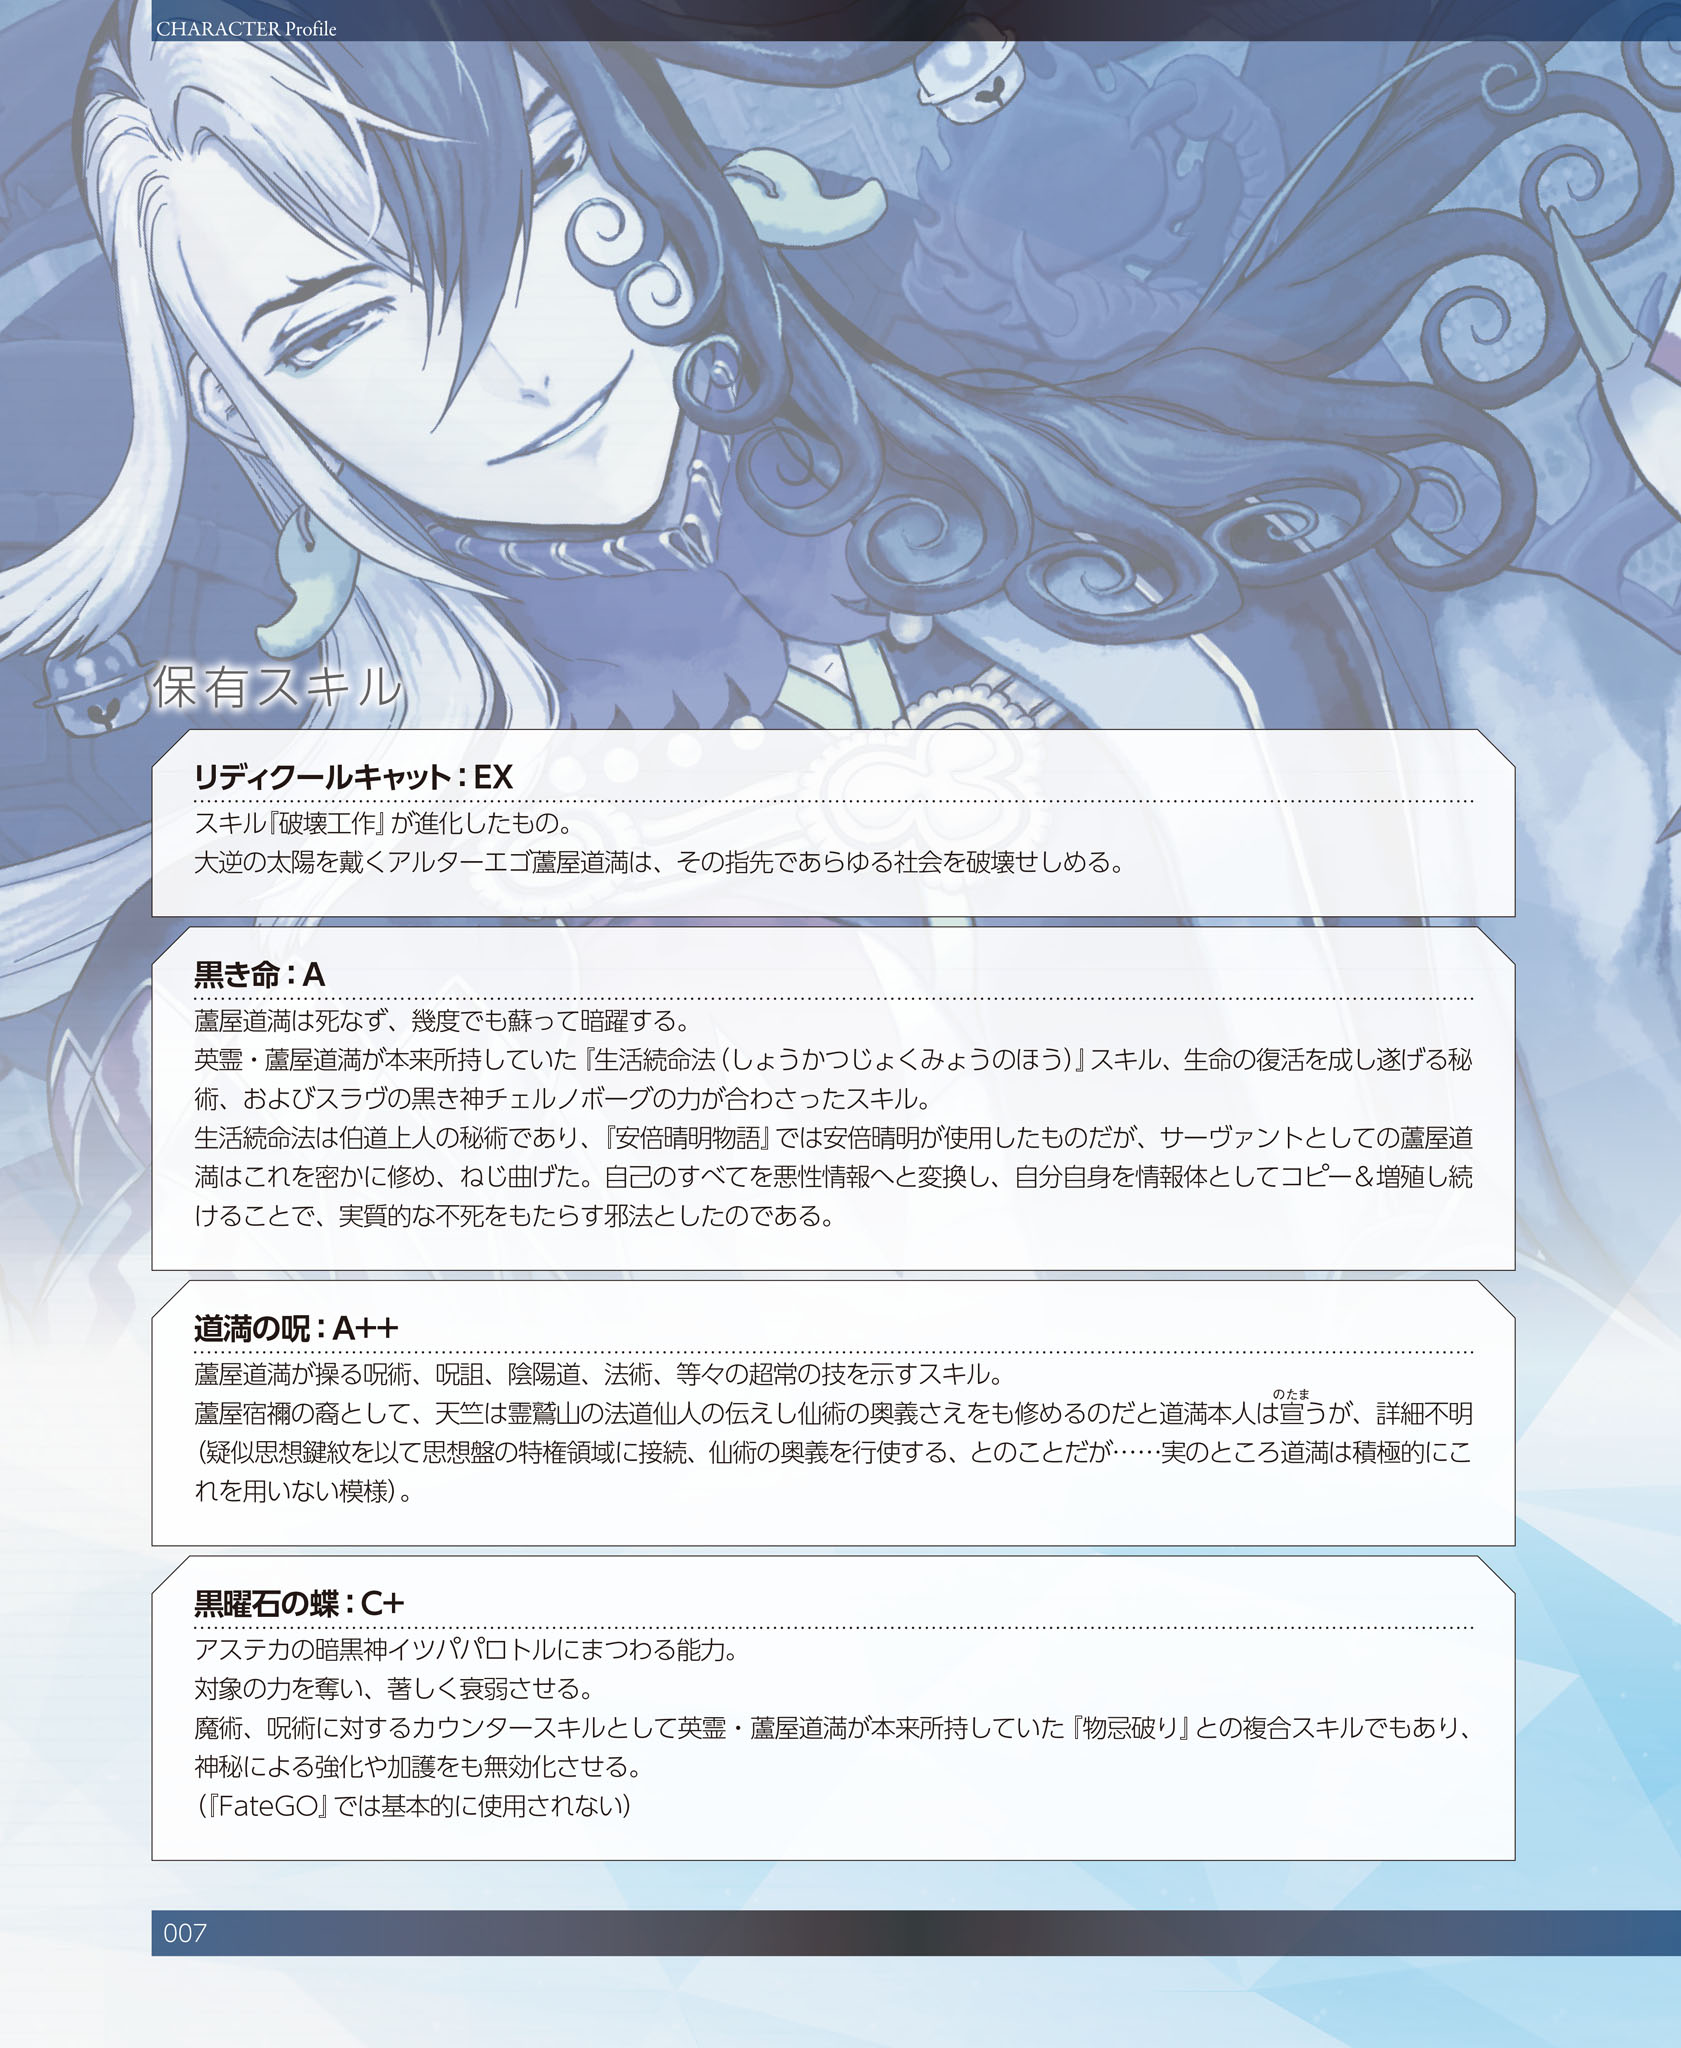 CHARACTER Profile
保有スキル
リディクールキャット：EX
スキル『破壊工作』が進化したもの。
大逆の太陽を戴くアルターエゴ蘆屋道満は、その指先であらゆる社会を破壊せしめる。
黒き命：A
蘆屋道満は死なず、幾度でも蘇って暗躍する。
英霊・蘆屋道満が本来所持していた『生活続命法（しょうかつじょくみょうのほう）』スキル、生命の復活を成し遂げる秘
術、およびスラヴの黒き神チェルノボーグの力が合わさったスキル。
生活続命法は伯道上人の秘術であり、『安倍晴明物語』では安倍晴明が使用したものだが、サーヴァントとしての蘆屋道
満はこれを密かに修め、ねじ曲げた。自己のすべてを悪性情報へと変換し、自分自身を情報体としてコピー＆増殖し続
けることで、実質的な不死をもたらす邪法としたのである。
道満の呪：A++
蘆屋道満が操る呪術、呪詛、陰陽道、法術、等々の超常の技を示すスキル。
のたま
蘆屋宿禰の裔として、天竺は霊鷲山の法道仙人の伝えし仙術の奥義さえをも修めるのだと道満本人は宣うが、詳細不明
（疑似思想鍵紋を以て思想盤の特権領域に接続、仙術の奥義を行使する、とのことだが……実のところ道満は積極的にこ
れを用いない模様）。
黒曜石の蝶：C+
アステカの暗黒神イツパパロトルにまつわる能力。
対象の力を奪い、著しく衰弱させる。
魔術、呪術に対するカウンタースキルとして英霊・蘆屋道満が本来所持していた『物忌破り』との複合スキルでもあり、
神秘による強化や加護をも無効化させる。
（『FateGO』では基本的に使用されない）
007